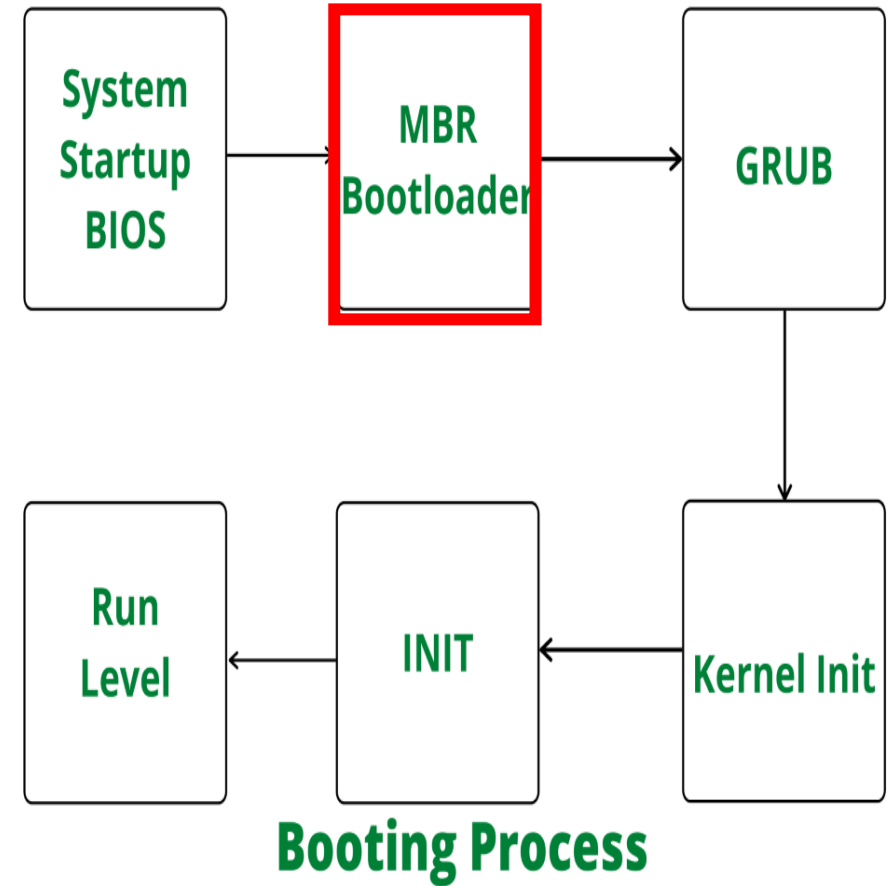 System
Startup
BIOS
MBR
Bootloader
GRUB
Run
Level
INIT
Kernel Init
Booting Process